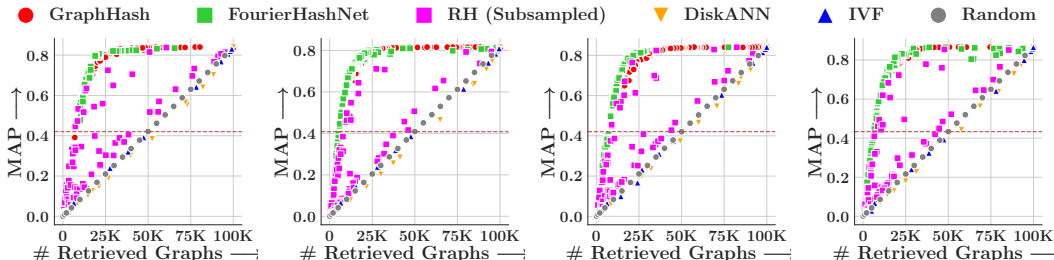 GraphHash FourierHashNet RH (Subsampled) DiskANN IVF Random
MAP ⟶
0.8
0.6
0.4
0.2
0.0
0 25K 50K 75K 100K
# Retrieved Graphs ⟶
MAP ⟶
0.8
0.6
0.4
0.2
0.0
0 25K 50K 75K 100K
# Retrieved Graphs ⟶
MAP ⟶
0.8
0.6
0.4
0.2
0.0
0 25K 50K 75K 100K
# Retrieved Graphs ⟶
MAP ⟶
0.8
0.6
0.4
0.2
0.0
0 25K 50K 75K 100K
# Retrieved Graphs ⟶